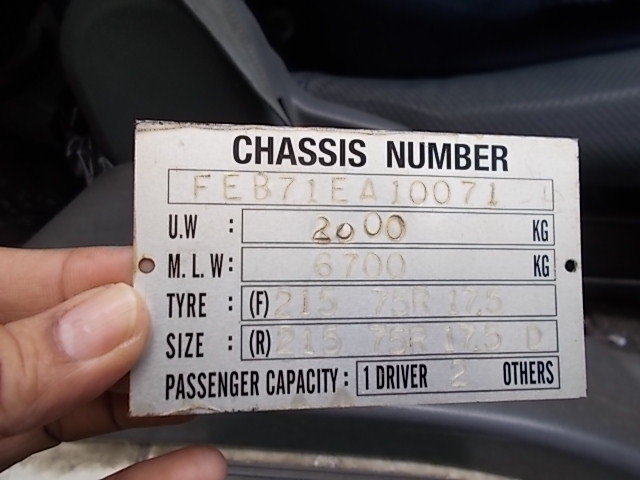 CHASSIS NUMBER
FEB71EA10071
U.W : 2000 KG
M.L.W: 6700 KG
TYRE : (F) 215 75R 17.5
SIZE : (R) 215 75R 17.5 D
PASSENGER CAPACITY: 1 DRIVER 2 OTHERS